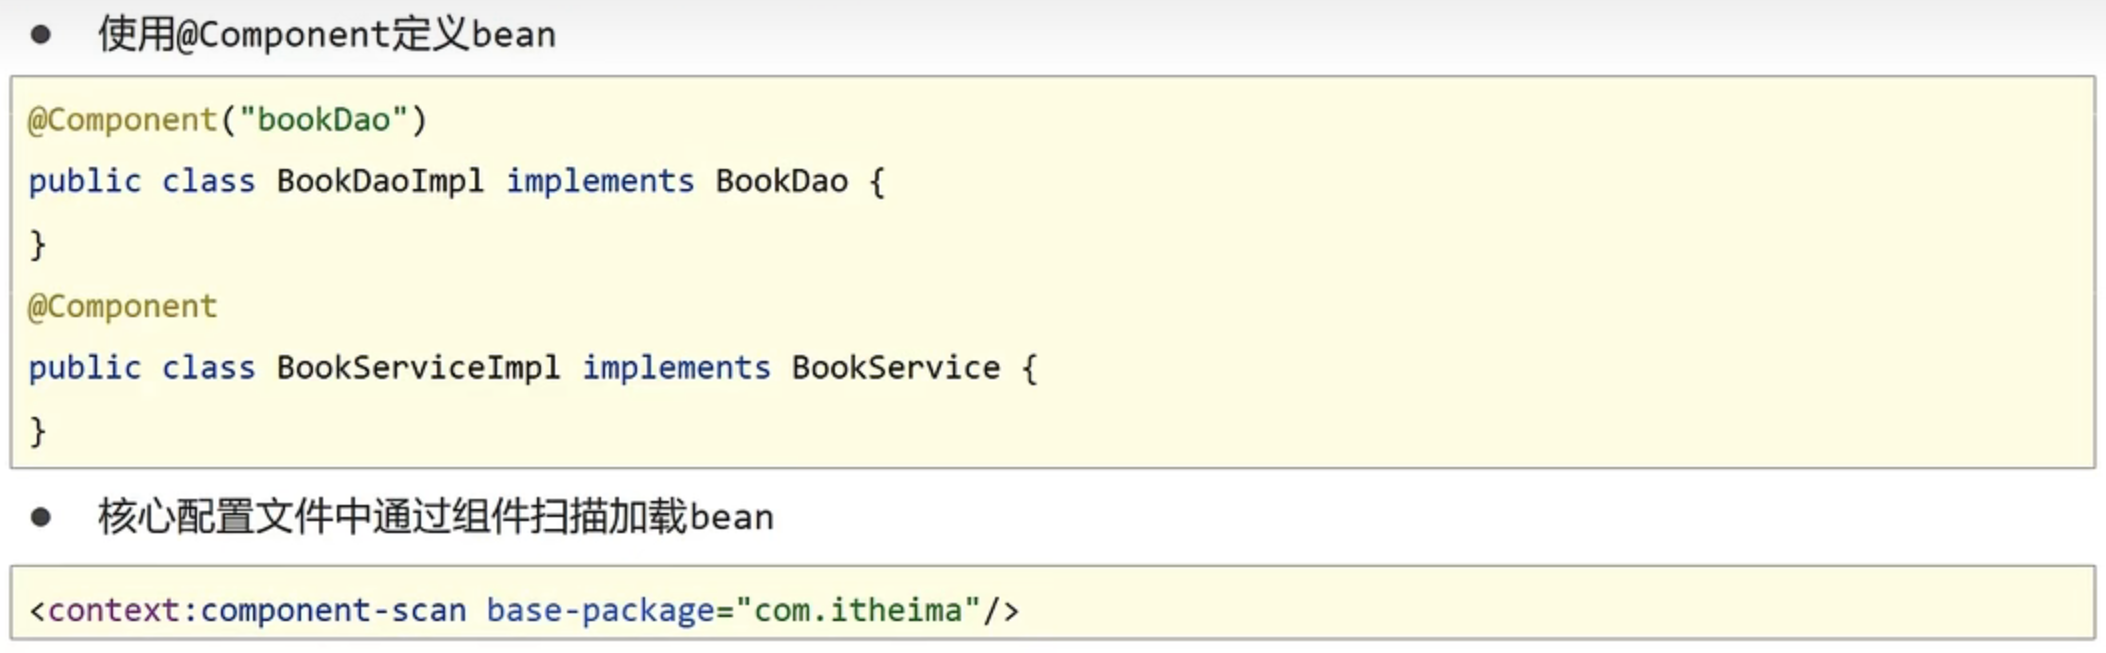 ● 使用@Component定义bean
@Component("bookDao")
public class BookDaoImpl implements BookDao {
}
@Component
public class BookServiceImpl implements BookService {
}
● 核心配置文件中通过组件扫描加载bean
<context:component-scan base-package="com.itheima"/>